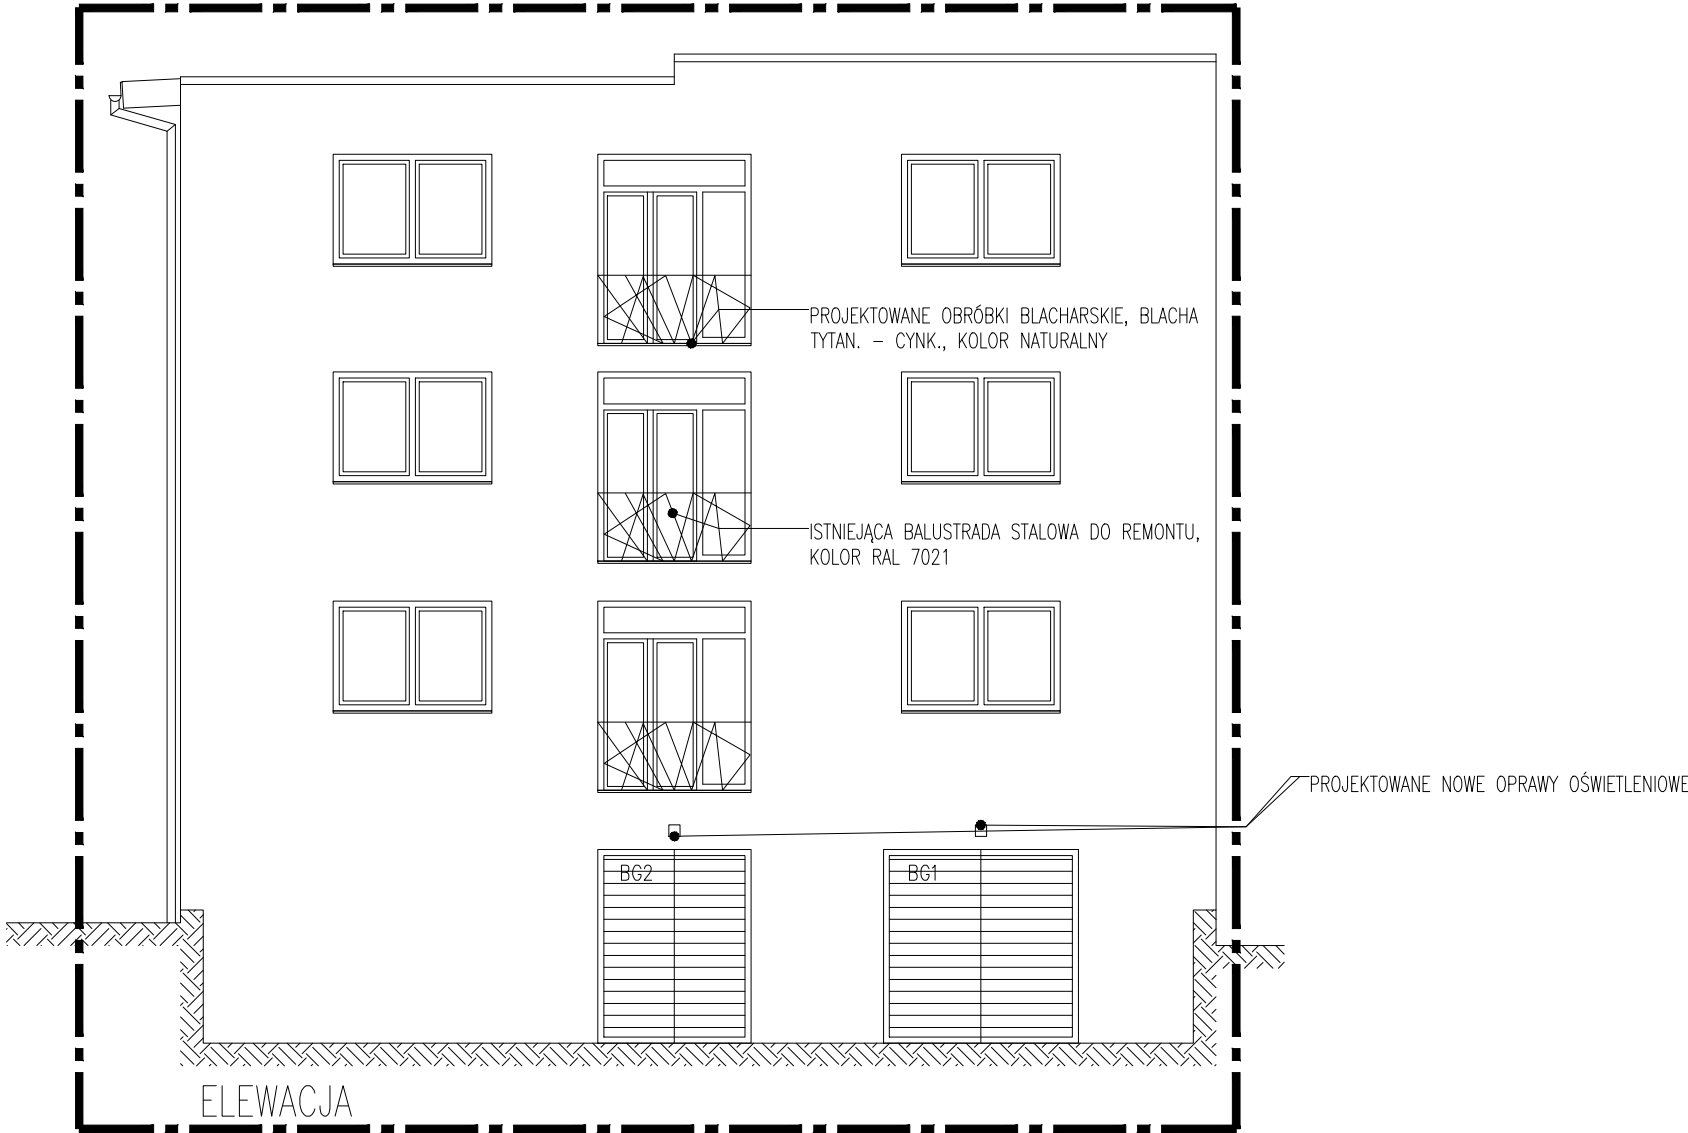 PROJEKTOWANE OBRÓBKI BLACHARSKIE, BLACHA
TYTAN. – CYNK., KOLOR NATURALNY
ISTNIEJĄCA BALUSTRADA STALOWA DO REMONTU,
KOLOR RAL 7021
PROJEKTOWANE NOWE OPRAWY OŚWIETLENIOWE
BG2
BG1
ELEWACJA